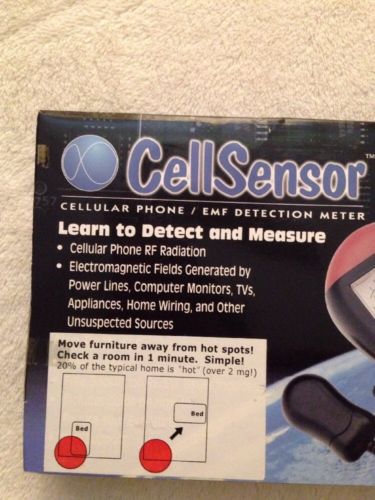 CellSensor™
CELLULAR PHONE / EMF DETECTION METER
Learn to Detect and Measure
• Cellular Phone RF Radiation
• Electromagnetic Fields Generated by
Power Lines, Computer Monitors, TVs,
Appliances, Home Wiring, and Other
Unsuspected Sources
Move furniture away from hot spots!
Check a room in 1 minute. Simple!
20% of the typical home is "hot" (over 2 mg!)
Bed
Bed